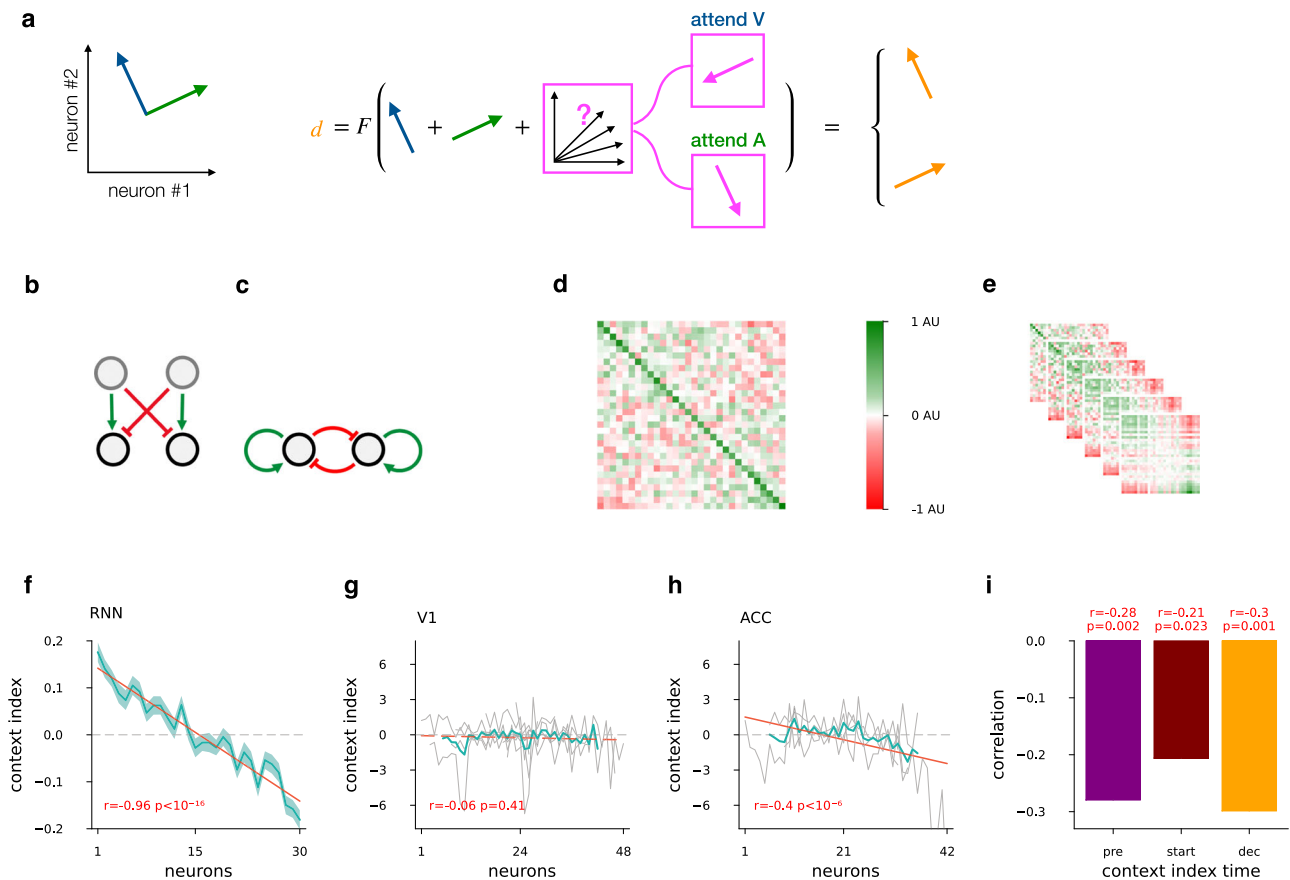 a
attend V
neuron #2
neuron #1
d = F ( + + ? ) = {
attend A
b
c
d
1 AU
0 AU
-1 AU
e
f
RNN
context index
0.2
0.1
0.0
−0.1
−0.2
r=-0.96 p<10⁻¹⁶
1
15
30
neurons
g
V1
context index
6
3
0
−3
−6
r=-0.06 p=0.41
1
24
48
neurons
h
ACC
context index
6
3
0
−3
−6
r=-0.4 p<10⁻⁶
1
21
42
neurons
i
r=-0.28
p=0.002
r=-0.21
p=0.023
r=-0.3
p=0.001
correlation
0.0
−0.1
−0.2
−0.3
pre
start
dec
context index time